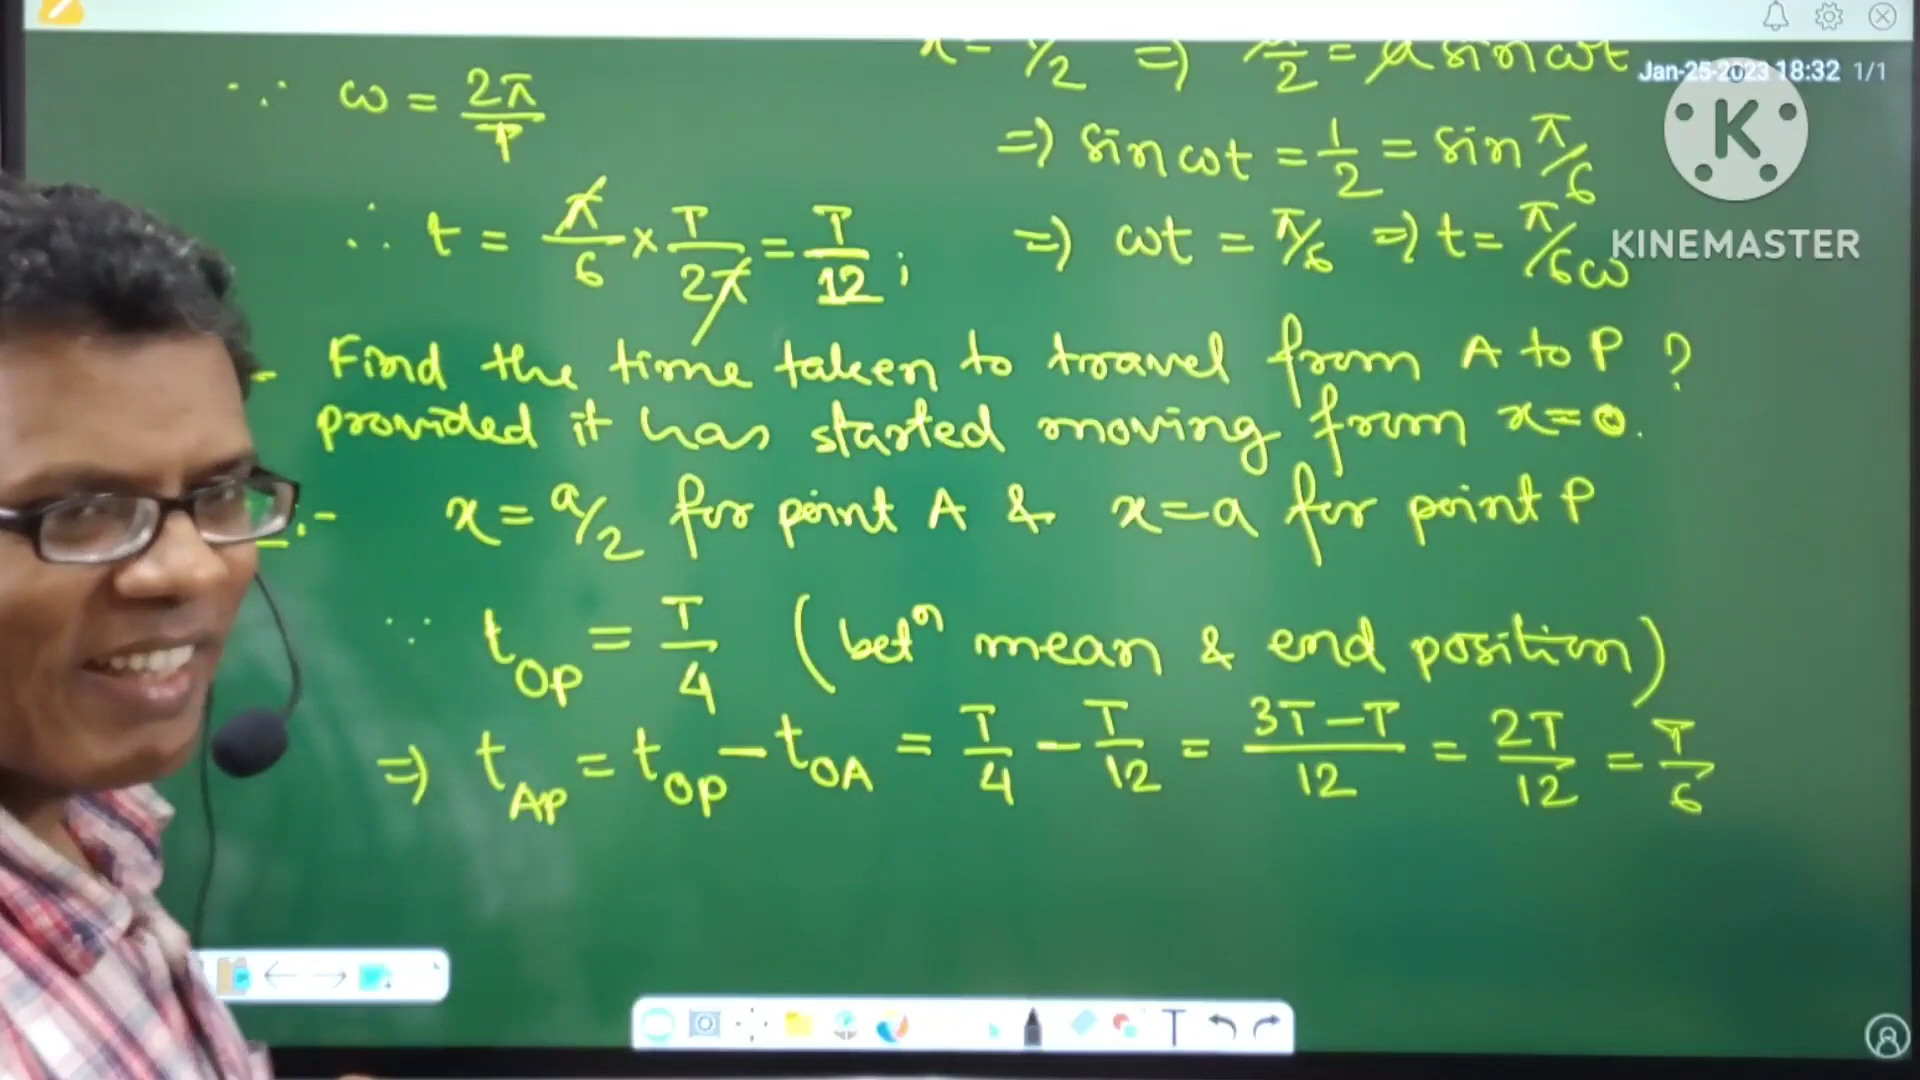 x = a/2 => a/2 = a sin ωt
Jan-25-2023 18:32 1/1
∵ ω = 2π/T
=> sin ωt = 1/2 = sin π/6
K
KINEMASTER
∴ t = π/6 × T/2π = T/12 ;
=> ωt = π/6 => t = π/6ω
- Find the time taken to travel from A to P ?
provided it has started moving from x = 0.
:- x = a/2 for point A & x = a for point P
∵ t_OP = T/4 (betⁿ mean & end position)
=> t_AP = t_OP - t_OA = T/4 - T/12 = 3T - T/12 = 2T/12 = T/6
T